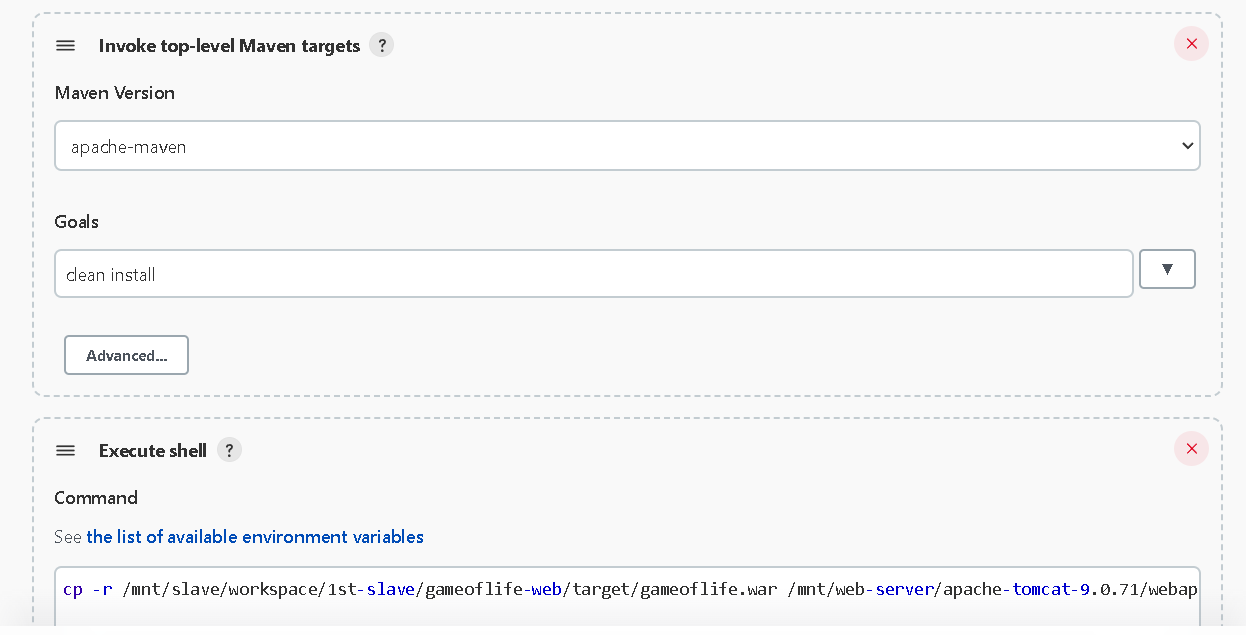 Invoke top-level Maven targets ?
Maven Version
apache-maven
Goals
clean install
Advanced...
Execute shell ?
Command
See the list of available environment variables
cp -r /mnt/slave/workspace/1st-slave/gameoflife-web/target/gameoflife.war /mnt/web-server/apache-tomcat-9.0.71/webap